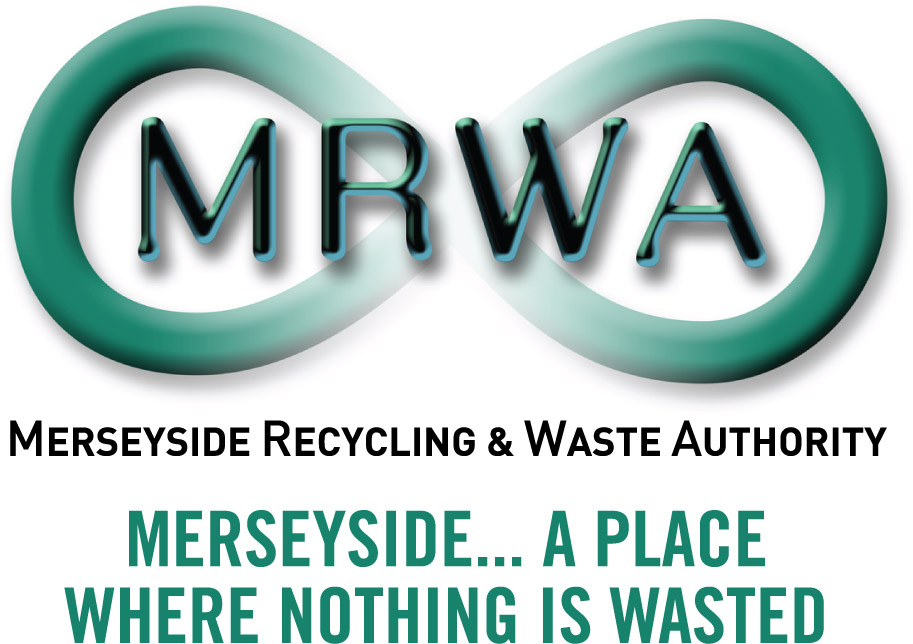 MRWA
MERSEYSIDE RECYCLING & WASTE AUTHORITY
MERSEYSIDE... A PLACE
WHERE NOTHING IS WASTED